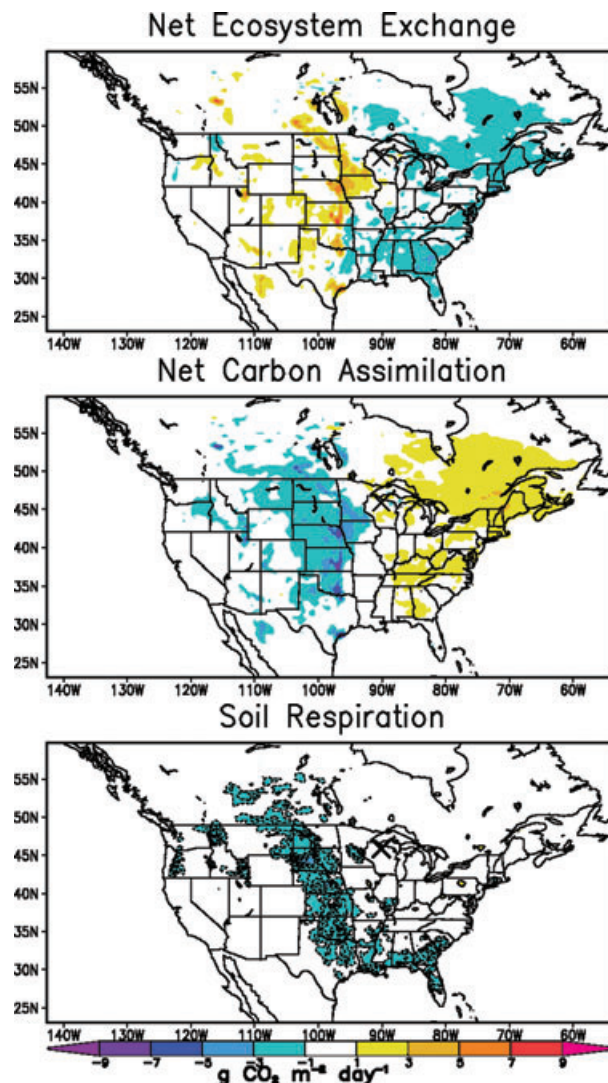 Net Ecosystem Exchange
55N
50N
45N
40N
35N
30N
25N
140W 130W 120W 110W 100W 90W 80W 70W 60W
Net Carbon Assimilation
55N
50N
45N
40N
35N
30N
25N
140W 130W 120W 110W 100W 90W 80W 70W 60W
Soil Respiration
55N
50N
45N
40N
35N
30N
25N
140W 130W 120W 110W 100W 90W 80W 70W 60W
-9 -7 -5 -3 -1 1 3 5 7 9
g CO₂ m⁻² day⁻¹